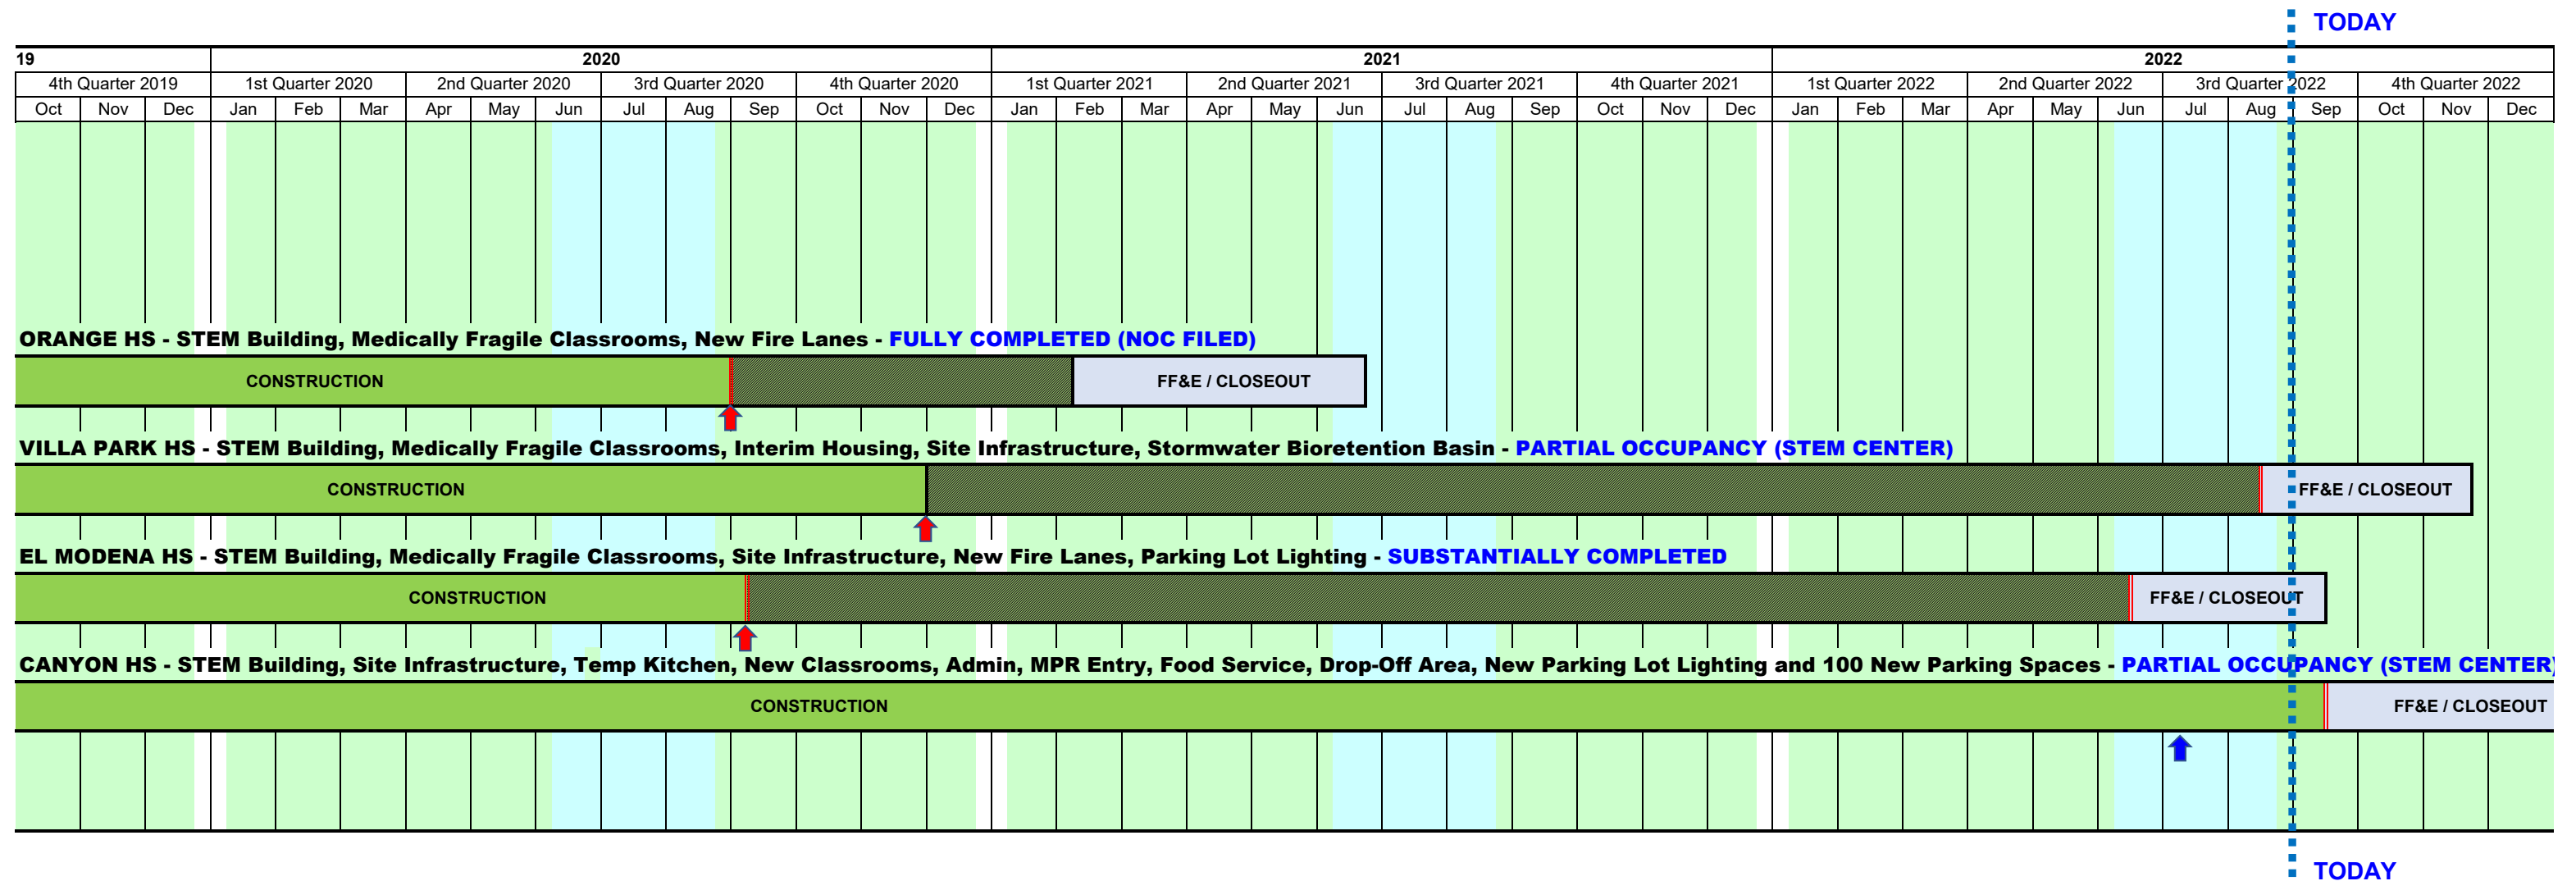 TODAY
19 2020 2021 2022
4th Quarter 2019 1st Quarter 2020 2nd Quarter 2020 3rd Quarter 2020 4th Quarter 2020 1st Quarter 2021 2nd Quarter 2021 3rd Quarter 2021 4th Quarter 2021 1st Quarter 2022 2nd Quarter 2022 3rd Quarter 2022 4th Quarter 2022
Oct Nov Dec Jan Feb Mar Apr May Jun Jul Aug Sep Oct Nov Dec Jan Feb Mar Apr May Jun Jul Aug Sep Oct Nov Dec Jan Feb Mar Apr May Jun Jul Aug Sep Oct Nov Dec
ORANGE HS - STEM Building, Medically Fragile Classrooms, New Fire Lanes - FULLY COMPLETED (NOC FILED)
CONSTRUCTION FF&E / CLOSEOUT
VILLA PARK HS - STEM Building, Medically Fragile Classrooms, Interim Housing, Site Infrastructure, Stormwater Bioretention Basin - PARTIAL OCCUPANCY (STEM CENTER)
CONSTRUCTION FF&E / CLOSEOUT
EL MODENA HS - STEM Building, Medically Fragile Classrooms, Site Infrastructure, New Fire Lanes, Parking Lot Lighting - SUBSTANTIALLY COMPLETED
CONSTRUCTION FF&E / CLOSEOUT
CANYON HS - STEM Building, Site Infrastructure, Temp Kitchen, New Classrooms, Admin, MPR Entry, Food Service, Drop-Off Area, New Parking Lot Lighting and 100 New Parking Spaces - PARTIAL OCCUPANCY (STEM CENTER)
CONSTRUCTION FF&E / CLOSEOUT
TODAY